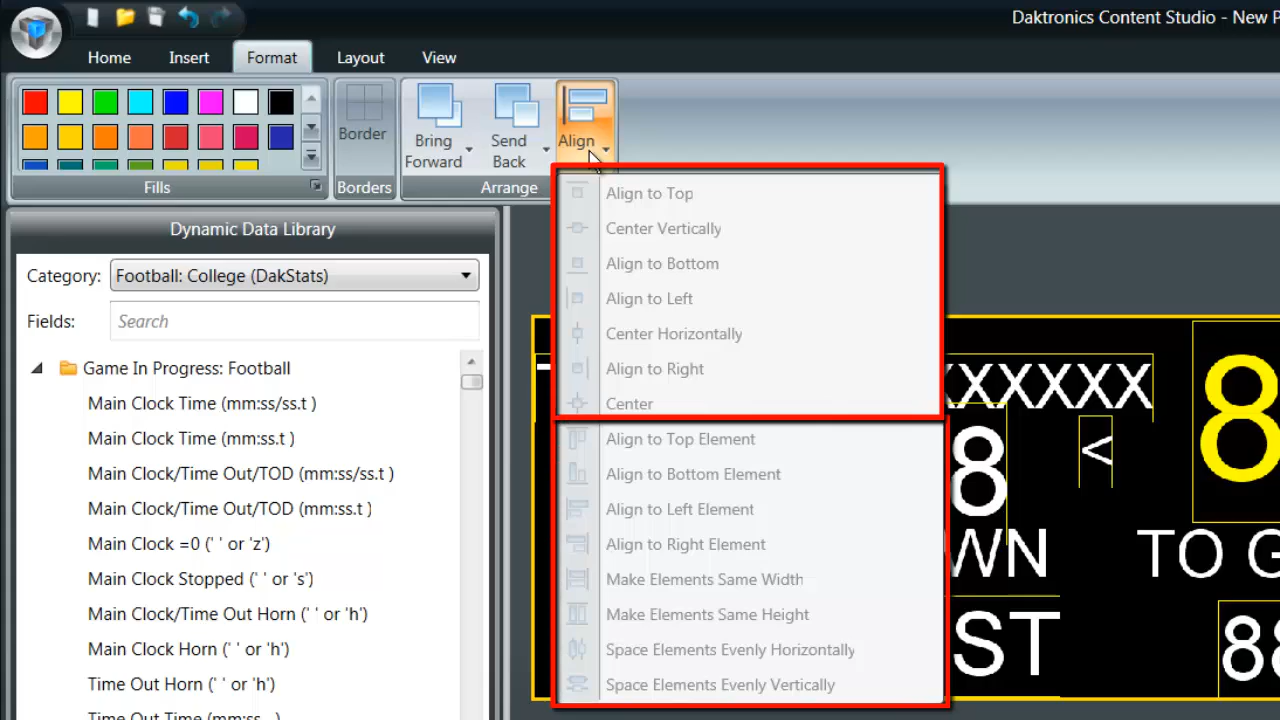 Daktronics Content Studio - New P
Home
Insert
Format
Layout
View
Border
Bring
Forward
Send
Back
Align
Fills
Borders
Arrange
Dynamic Data Library
Category:
Football: College (DakStats)
Fields:
Search
Game In Progress: Football
Main Clock Time (mm:ss/ss.t )
Main Clock Time (mm:ss.t )
Main Clock/Time Out/TOD (mm:ss/ss.t )
Main Clock/Time Out/TOD (mm:ss.t )
Main Clock =0 (' ' or 'z')
Main Clock Stopped (' ' or 's')
Main Clock/Time Out Horn (' ' or 'h')
Main Clock Horn (' ' or 'h')
Time Out Horn (' ' or 'h')
Time Out Time (mm:ss
Align to Top
Center Vertically
Align to Bottom
Align to Left
Center Horizontally
Align to Right
Center
Align to Top Element
Align to Bottom Element
Align to Left Element
Align to Right Element
Make Elements Same Width
Make Elements Same Height
Space Elements Evenly Horizontally
Space Elements Evenly Vertically
XXXXXX
8
8
<
WN
TO G
ST
88